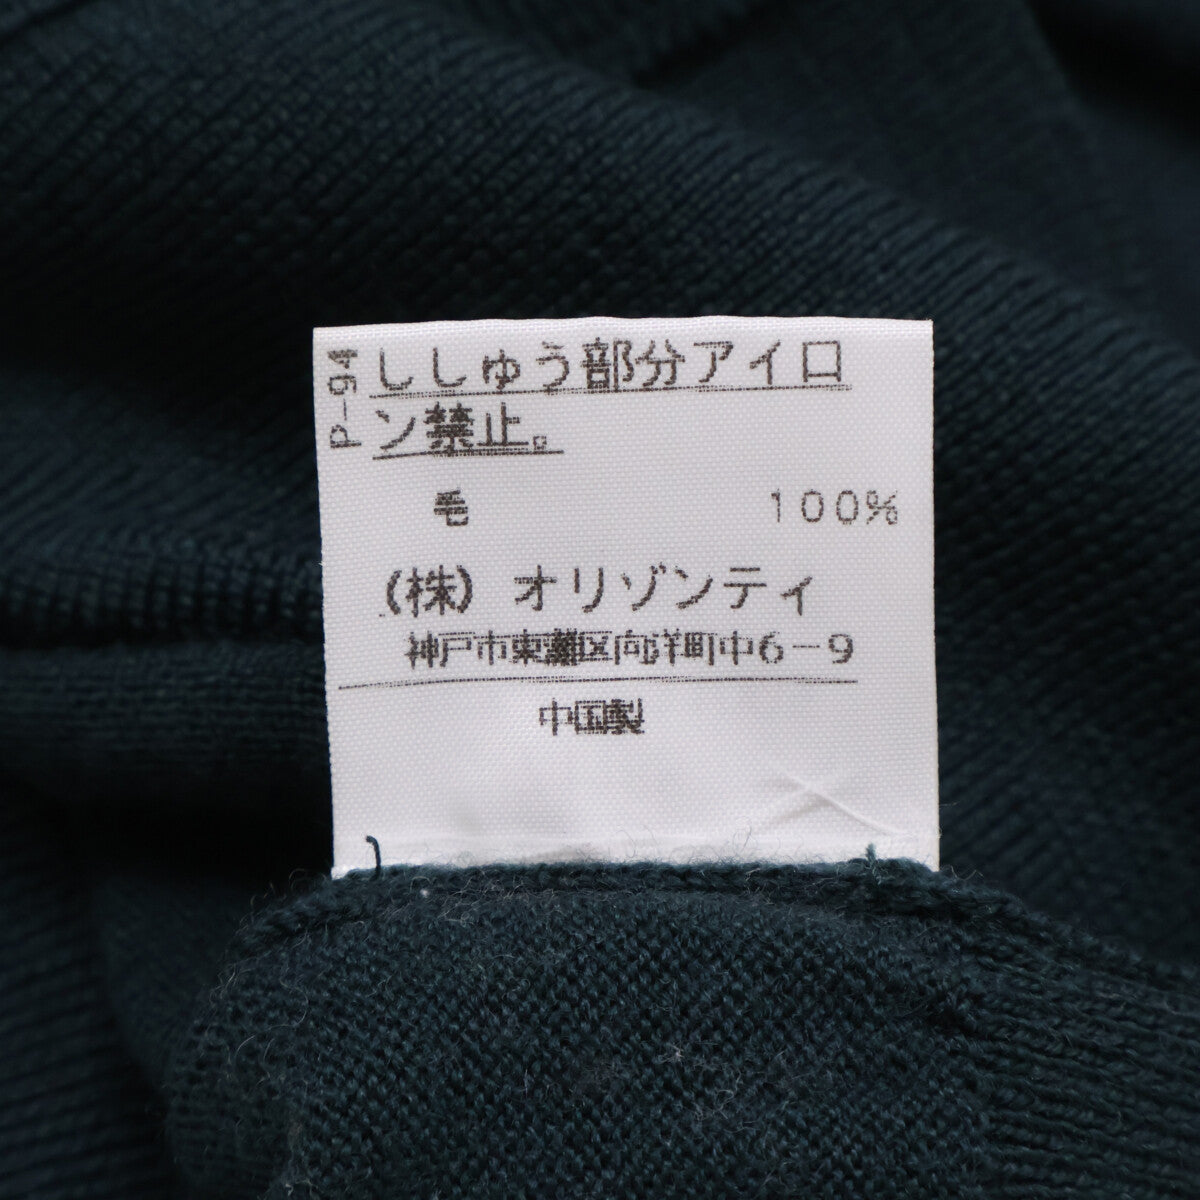 P-94
ししゅう部分アイロ
ン禁止。
毛 100%
(株) オリゾンティ
神戸市東灘区向洋町中6-9
中国製